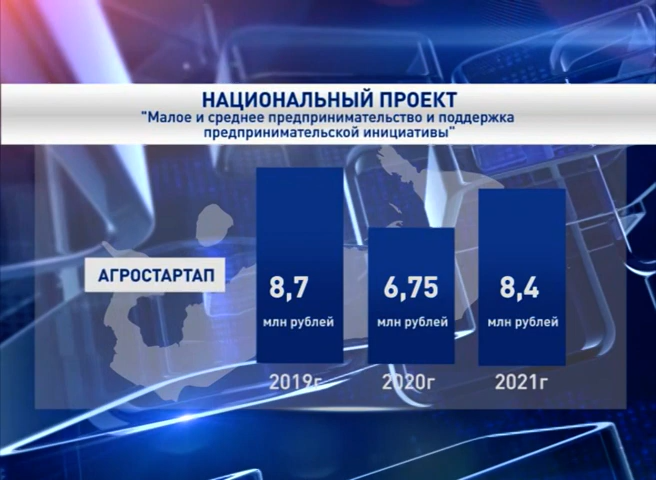 НАЦИОНАЛЬНЫЙ ПРОЕКТ
"Малое и среднее предпринимательство и поддержка
предпринимательской инициативы"
АГРОСТАРТАП
8,7
млн рублей
2019г
6,75
млн рублей
2020г
8,4
млн рублей
2021г